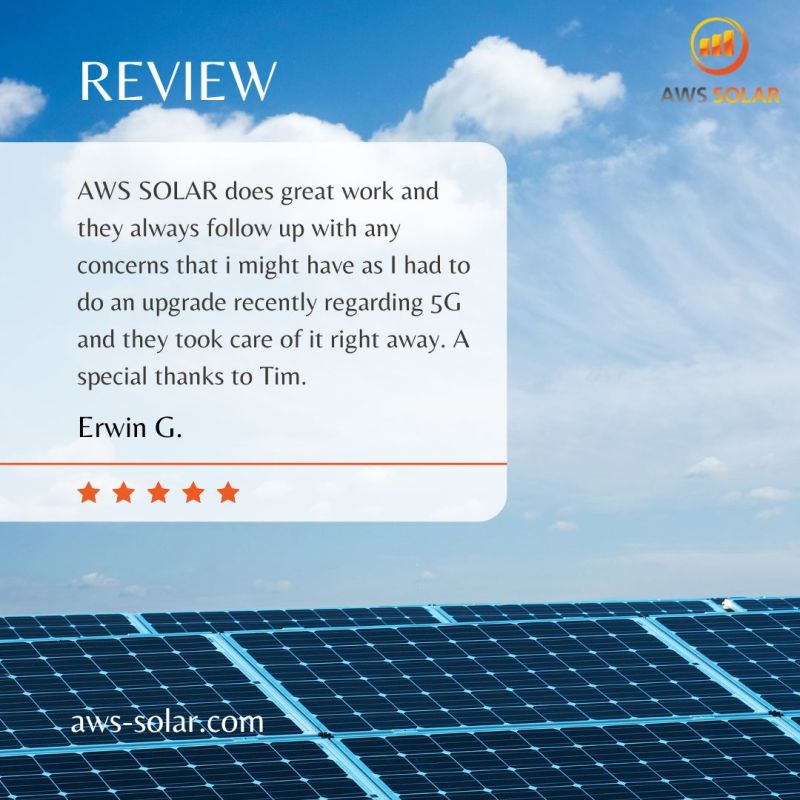 REVIEW
AWS SOLAR
AWS SOLAR does great work and
they always follow up with any
concerns that i might have as I had to
do an upgrade recently regarding 5G
and they took care of it right away. A
special thanks to Tim.
Erwin G.
aws-solar.com